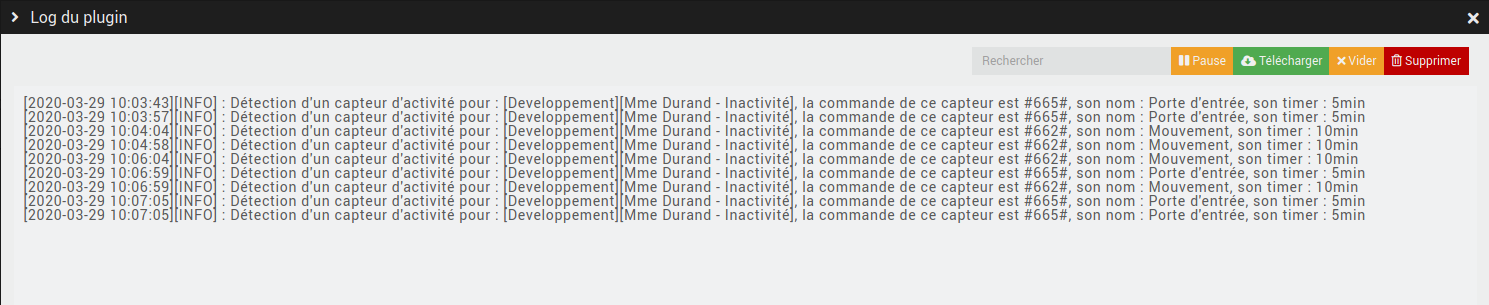 Log du plugin
Rechercher
Pause
Télécharger
Vider
Supprimer
[2020-03-29 10:03:43][INFO] : Détection d'un capteur d'activité pour : [Developpement][Mme Durand - Inactivité], la commande de ce capteur est #665#, son nom : Porte d'entrée, son timer : 5min
[2020-03-29 10:03:57][INFO] : Détection d'un capteur d'activité pour : [Developpement][Mme Durand - Inactivité], la commande de ce capteur est #665#, son nom : Porte d'entrée, son timer : 5min
[2020-03-29 10:04:04][INFO] : Détection d'un capteur d'activité pour : [Developpement][Mme Durand - Inactivité], la commande de ce capteur est #662#, son nom : Mouvement, son timer : 10min
[2020-03-29 10:04:58][INFO] : Détection d'un capteur d'activité pour : [Developpement][Mme Durand - Inactivité], la commande de ce capteur est #662#, son nom : Mouvement, son timer : 10min
[2020-03-29 10:06:04][INFO] : Détection d'un capteur d'activité pour : [Developpement][Mme Durand - Inactivité], la commande de ce capteur est #662#, son nom : Mouvement, son timer : 10min
[2020-03-29 10:06:59][INFO] : Détection d'un capteur d'activité pour : [Developpement][Mme Durand - Inactivité], la commande de ce capteur est #665#, son nom : Porte d'entrée, son timer : 5min
[2020-03-29 10:06:59][INFO] : Détection d'un capteur d'activité pour : [Developpement][Mme Durand - Inactivité], la commande de ce capteur est #662#, son nom : Mouvement, son timer : 10min
[2020-03-29 10:07:05][INFO] : Détection d'un capteur d'activité pour : [Developpement][Mme Durand - Inactivité], la commande de ce capteur est #665#, son nom : Porte d'entrée, son timer : 5min
[2020-03-29 10:07:05][INFO] : Détection d'un capteur d'activité pour : [Developpement][Mme Durand - Inactivité], la commande de ce capteur est #665#, son nom : Porte d'entrée, son timer : 5min